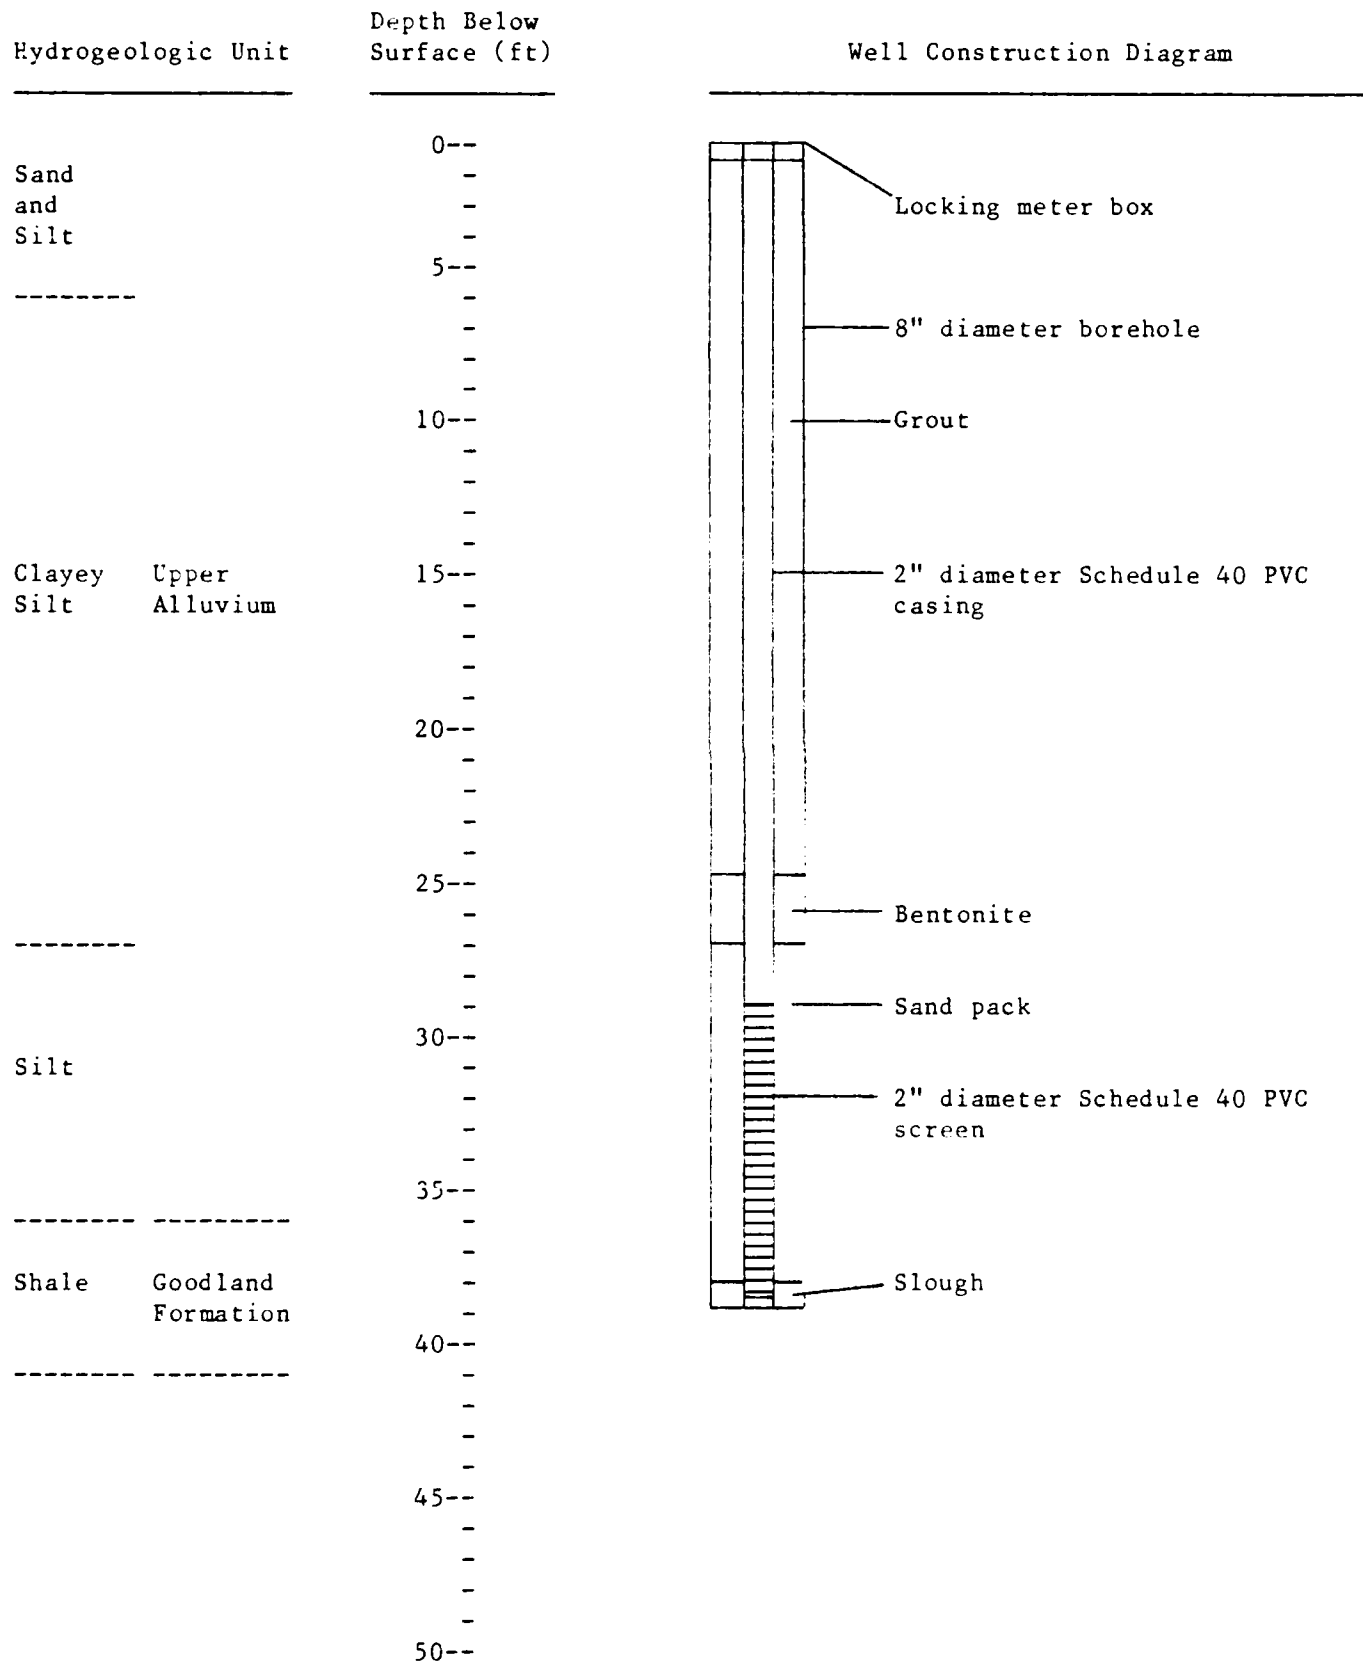 Hydrogeologic Unit
Depth Below
Surface (ft)
Well Construction Diagram
0--
Sand
and
Silt
Locking meter box
5--
--------
8" diameter borehole
10--
Grout
Clayey Upper
Silt Alluvium
15--
2" diameter Schedule 40 PVC
casing
20--
25--
Bentonite
--------
Sand pack
30--
Silt
2" diameter Schedule 40 PVC
screen
35--
-------- ---------
Shale Goodland
Formation
Slough
40--
-------- ---------
45--
50--